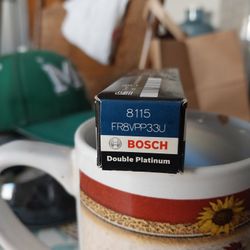 M
8115
FR8VPP33U
BOSCH
Double Platinum